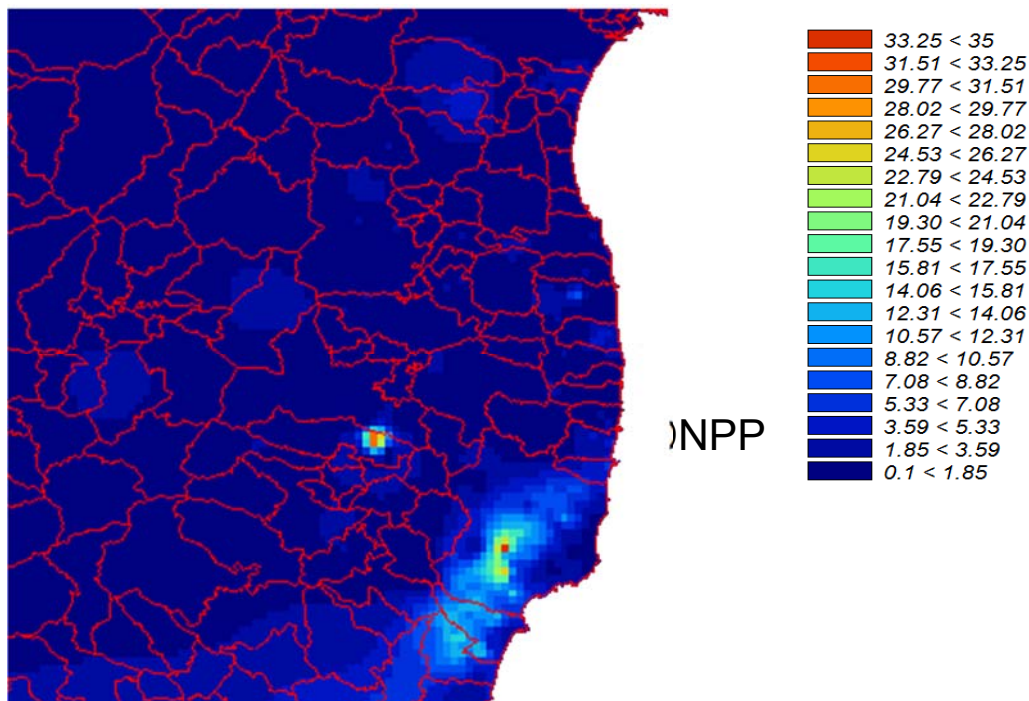 33.25 < 35
31.51 < 33.25
29.77 < 31.51
28.02 < 29.77
26.27 < 28.02
24.53 < 26.27
22.79 < 24.53
21.04 < 22.79
19.30 < 21.04
17.55 < 19.30
15.81 < 17.55
14.06 < 15.81
12.31 < 14.06
10.57 < 12.31
8.82 < 10.57
7.08 < 8.82
5.33 < 7.08
3.59 < 5.33
1.85 < 3.59
0.1 < 1.85
)NPP